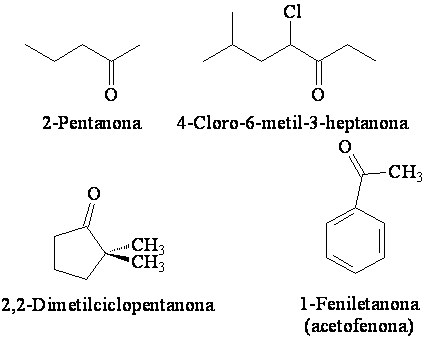 Cl
O
O
2-Pentanona
4-Cloro-6-metil-3-heptanona
O
CH3
O
CH3
CH3
2,2-Dimetilciclopentanona
1-Feniletanona
(acetofenona)